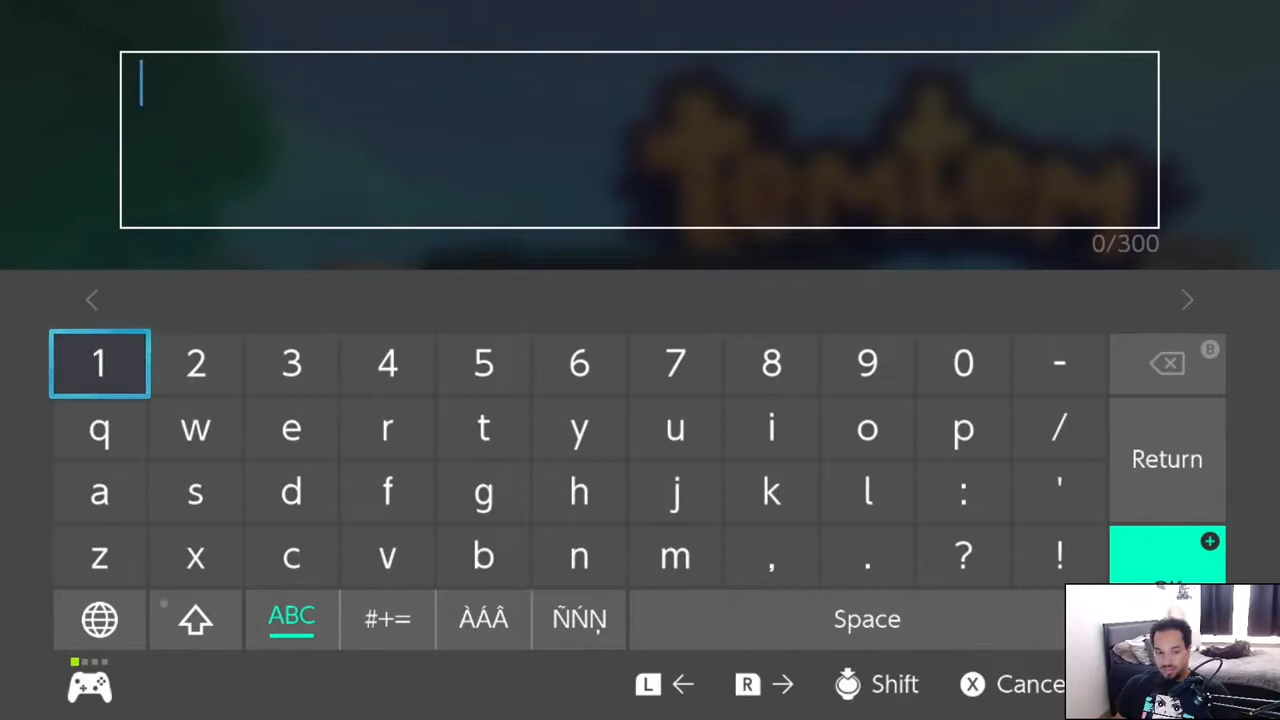 Temtem
0/300
1 2 3 4 5 6 7 8 9 0 -
B
q w e r t y u i o p /
Return
a s d f g h j k l : '
z x c v b n m , . ? !
ABC #+= ÀÁÂ ÑŃŅ Space
L ← R → Shift X Cance